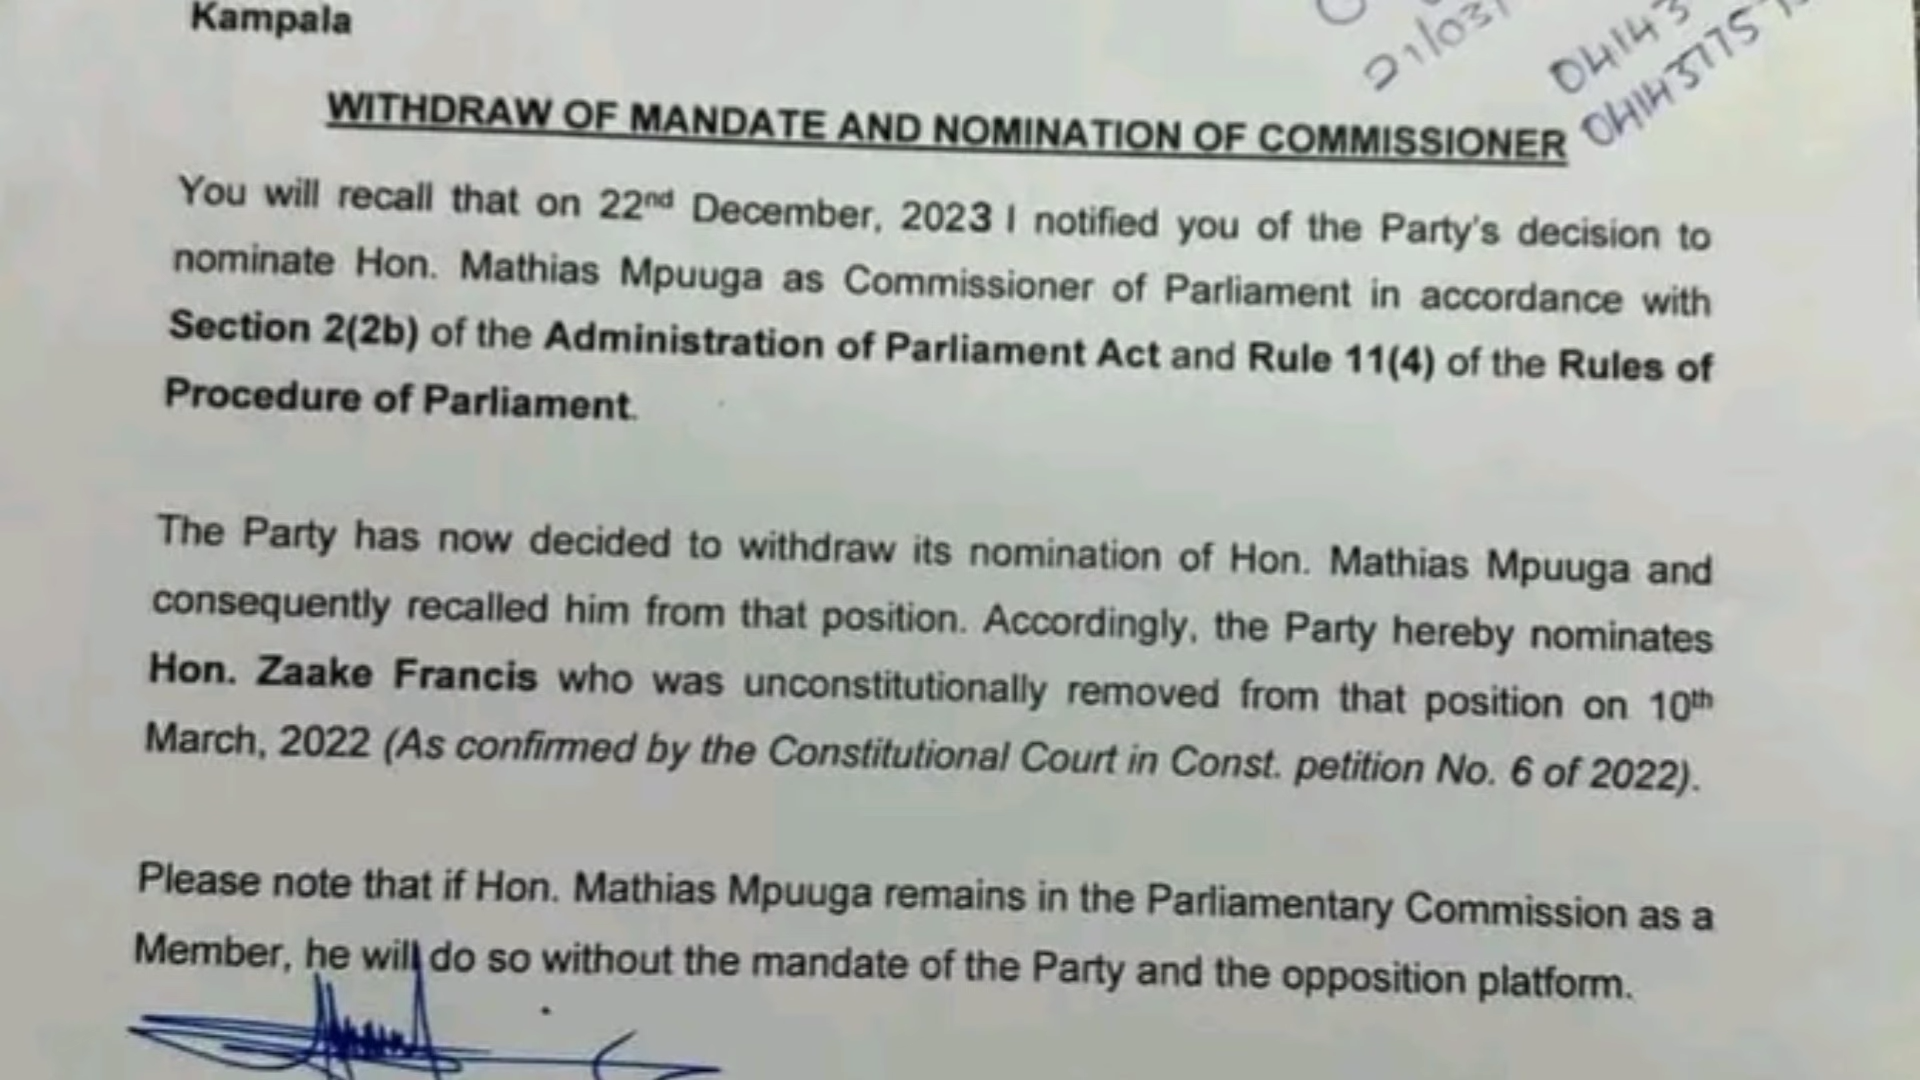 Kampala
21/03/
04143
041437757
WITHDRAW OF MANDATE AND NOMINATION OF COMMISSIONER
You will recall that on 22nd December, 2023 I notified you of the Party's decision to
nominate Hon. Mathias Mpuuga as Commissioner of Parliament in accordance with
Section 2(2b) of the Administration of Parliament Act and Rule 11(4) of the Rules of
Procedure of Parliament.
The Party has now decided to withdraw its nomination of Hon. Mathias Mpuuga and
consequently recalled him from that position. Accordingly, the Party hereby nominates
Hon. Zaake Francis who was unconstitutionally removed from that position on 10th
March, 2022 (As confirmed by the Constitutional Court in Const. petition No. 6 of 2022).
Please note that if Hon. Mathias Mpuuga remains in the Parliamentary Commission as a
Member, he will do so without the mandate of the Party and the opposition platform.